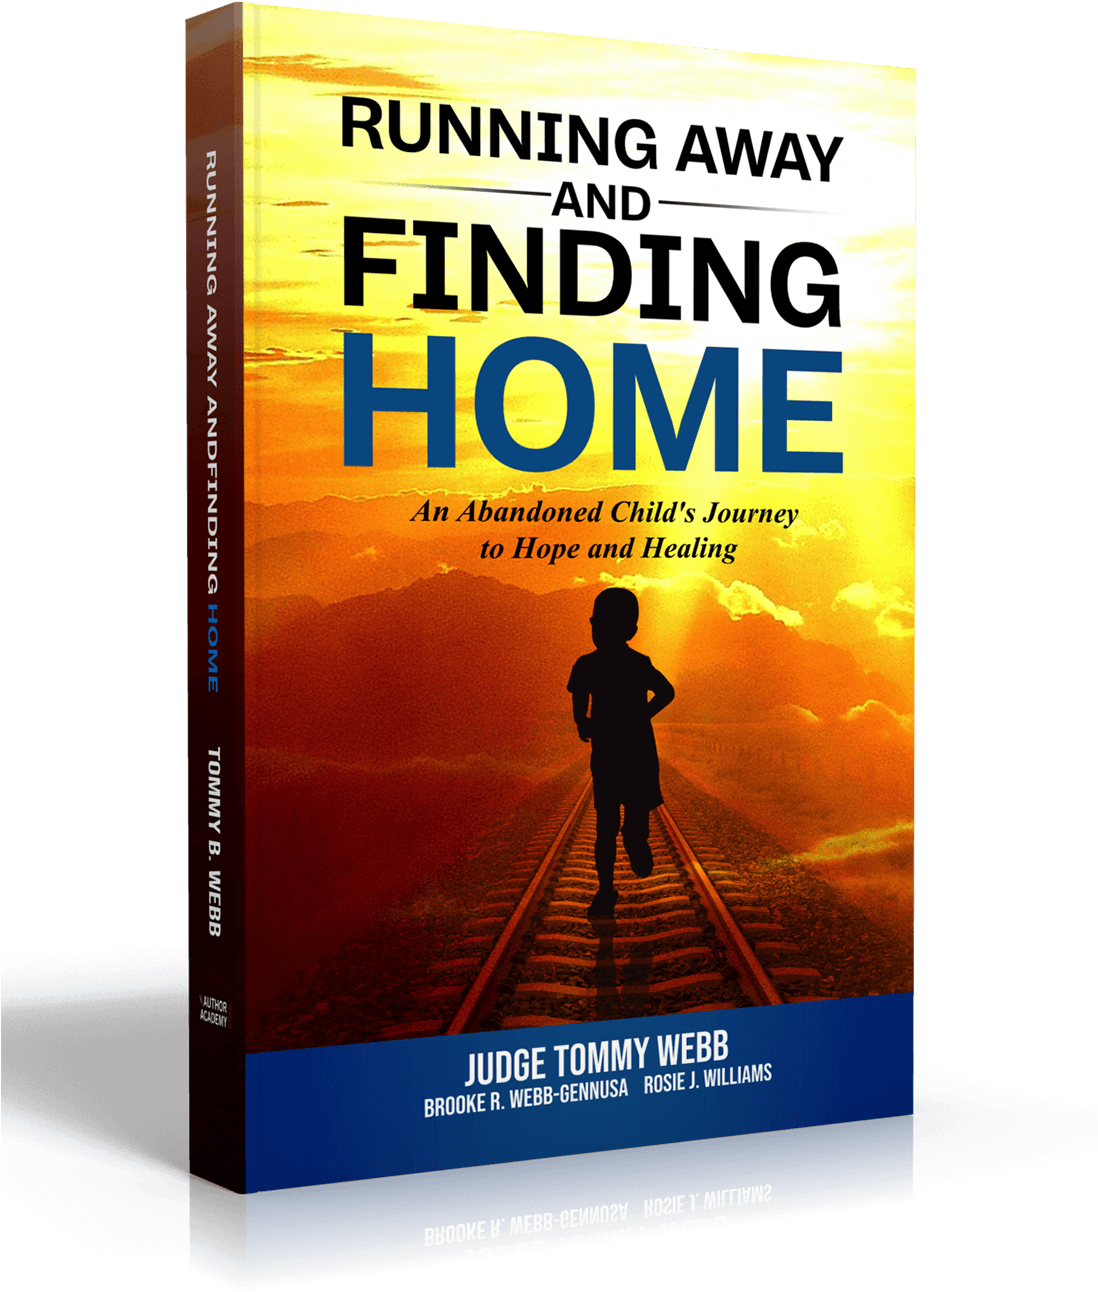 RUNNING AWAY
AND
FINDING
HOME
An Abandoned Child's Journey
to Hope and Healing
JUDGE TOMMY WEBB
BROOKE R. WEBB-GENNUSA ROSIE J. WILLIAMS
RUNNING AWAY ANDFINDING HOME
TOMMY B. WEBB
AUTHOR
ACADEMY